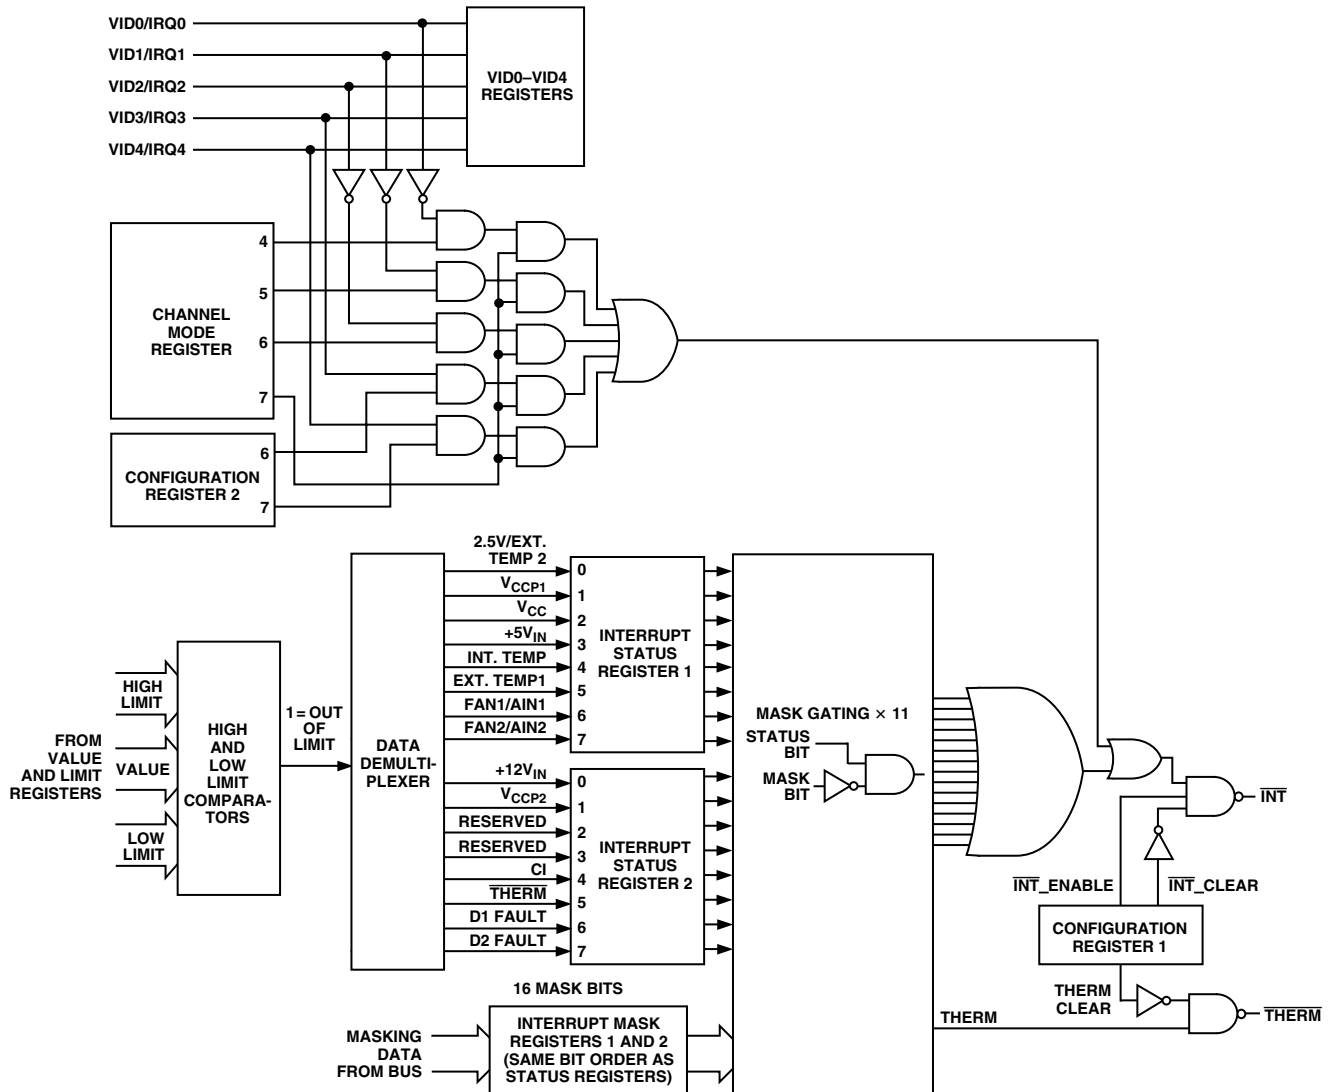 VID0/IRQ0
VID1/IRQ1
VID2/IRQ2
VID3/IRQ3
VID4/IRQ4
VID0–VID4
REGISTERS
CHANNEL
MODE
REGISTER
4
5
6
7
CONFIGURATION
REGISTER 2
6
7
FROM
VALUE
AND LIMIT
REGISTERS
HIGH
LIMIT
VALUE
LOW
LIMIT
HIGH
AND
LOW
LIMIT
COMPARA-
TORS
1 = OUT
OF
LIMIT
DATA
DEMULTI-
PLEXER
2.5V/EXT.
TEMP 2
VCCP1
VCC
+5VIN
INT. TEMP
EXT. TEMP1
FAN1/AIN1
FAN2/AIN2
0
1
2
3
4
5
6
7
INTERRUPT
STATUS
REGISTER 1
+12VIN
VCCP2
RESERVED
RESERVED
CI
T̅H̅E̅R̅M̅
D1 FAULT
D2 FAULT
0
1
2
3
4
5
6
7
INTERRUPT
STATUS
REGISTER 2
MASK GATING × 11
STATUS
BIT
MASK
BIT
I̅N̅T̅
I̅N̅T̅_ENABLE
I̅N̅T̅_CLEAR
CONFIGURATION
REGISTER 1
THERM
CLEAR
T̅H̅E̅R̅M̅
THERM
16 MASK BITS
MASKING
DATA
FROM BUS
INTERRUPT MASK
REGISTERS 1 AND 2
(SAME BIT ORDER AS
STATUS REGISTERS)